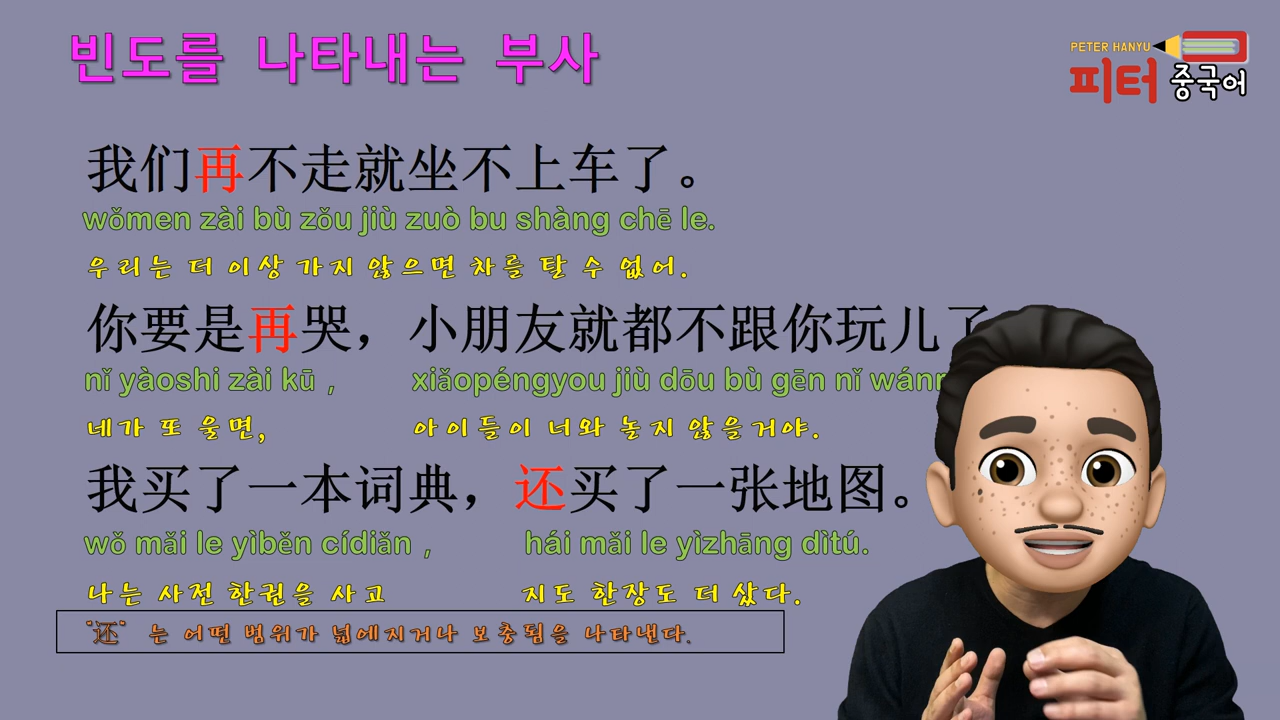 빈도를 나타내는 부사
PETER HANYU
피터 중국어
我们再不走就坐不上车了。
wǒmen zài bù zǒu jiù zuò bu shàng chē le.
우리는 더 이상 가지 않으면 차를 탈 수 없어.
你要是再哭，小朋友就都不跟你玩儿了
nǐ yàoshi zài kū， xiǎopéngyou jiù dōu bù gēn nǐ wánr
네가 또 울면, 아이들이 너와 놀지 않을거야.
我买了一本词典，还买了一张地图。
wǒ mǎi le yìběn cídiǎn， hái mǎi le yìzhāng dìtú.
나는 사전 한권을 사고 지도 한장도 더 샀다.
"还" 는 어떤 범위가 넓에지거나 보충됨을 나타낸다.